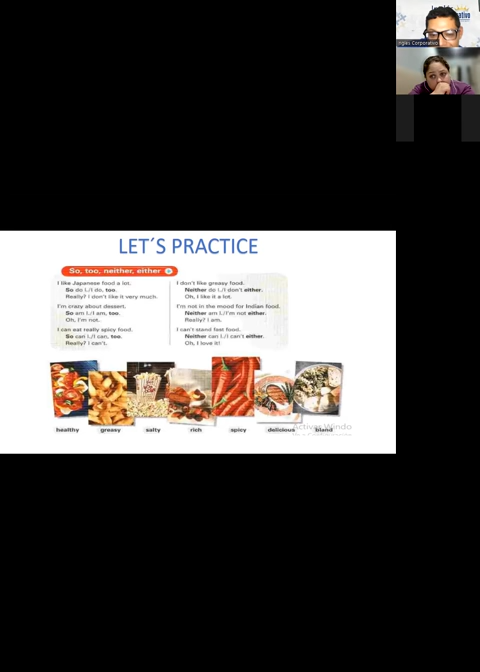 Inglés Corporativo
LET´S PRACTICE
So, too, neither, either
I like Japanese food a lot.
So do I./I do, too.
Really? I don't like it very much.
I'm crazy about dessert.
So am I./I am, too.
Oh, I'm not.
I can eat really spicy food.
So can I./I can, too.
Really? I can't.
I don't like greasy food.
Neither do I./I don't either.
Oh, I like it a lot.
I'm not in the mood for Indian food.
Neither am I./I'm not either.
Really? I am.
I can't stand fast food.
Neither can I./I can't either.
Oh, I love it!
healthy greasy salty rich spicy delicious bland
Activar Windo